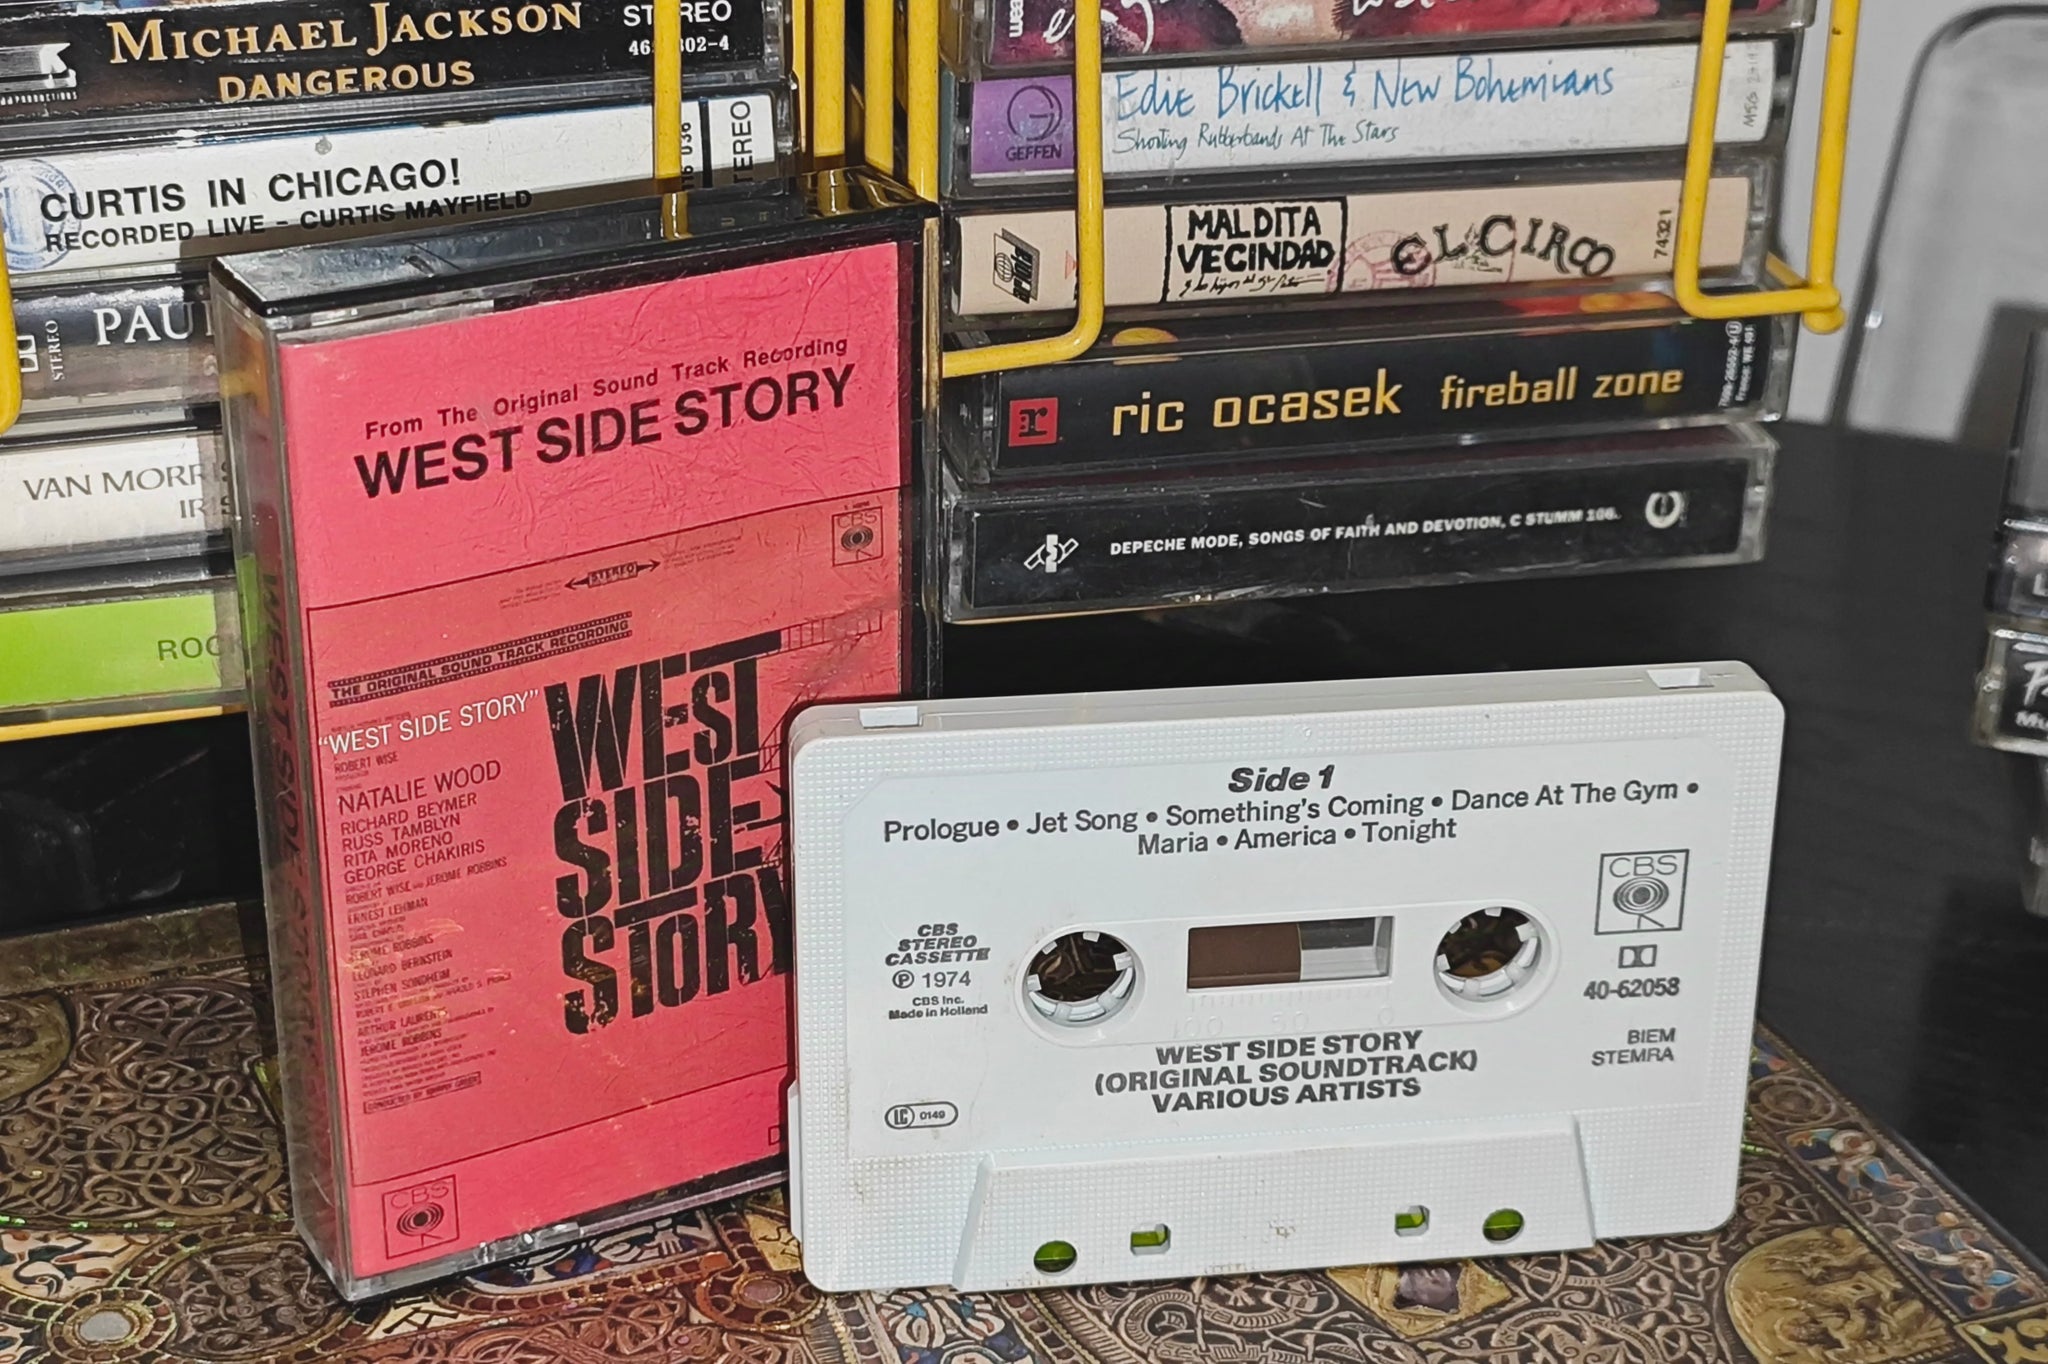 MICHAEL JACKSON
DANGEROUS
CURTIS IN CHICAGO!
RECORDED LIVE - CURTIS MAYFIELD
STEREO
VAN MORR
Edie Brickell & New Bohemians
Shooting Rubberbands At The Stars
GEFFEN
MALDITA
VECINDAD
EL CIRCO
74321
ric ocasek fireball zone
DEPECHE MODE, SONGS OF FAITH AND DEVOTION, C STUMM 106.
From The Original Sound Track Recording
WEST SIDE STORY
CBS
STEREO
THE ORIGINAL SOUND TRACK RECORDING
"WEST SIDE STORY"
ROBERT WISE
NATALIE WOOD
RICHARD BEYMER
RUSS TAMBLYN
RITA MORENO
GEORGE CHAKIRIS
ROBERT WISE AND JEROME ROBBINS
ERNEST LEHMAN
JEROME ROBBINS
LEONARD BERNSTEIN
STEPHEN SONDHEIM
ARTHUR LAURENTS
JEROME ROBBINS
WEST
SIDE
STORY
CBS
Side 1
Prologue • Jet Song • Something's Coming • Dance At The Gym •
Maria • America • Tonight
CBS
STEREO
CASSETTE
℗ 1974
CBS Inc.
Made in Holland
CBS
40-62058
BIEM
STEMRA
100 50 0
WEST SIDE STORY
(ORIGINAL SOUNDTRACK)
VARIOUS ARTISTS
LC 0149